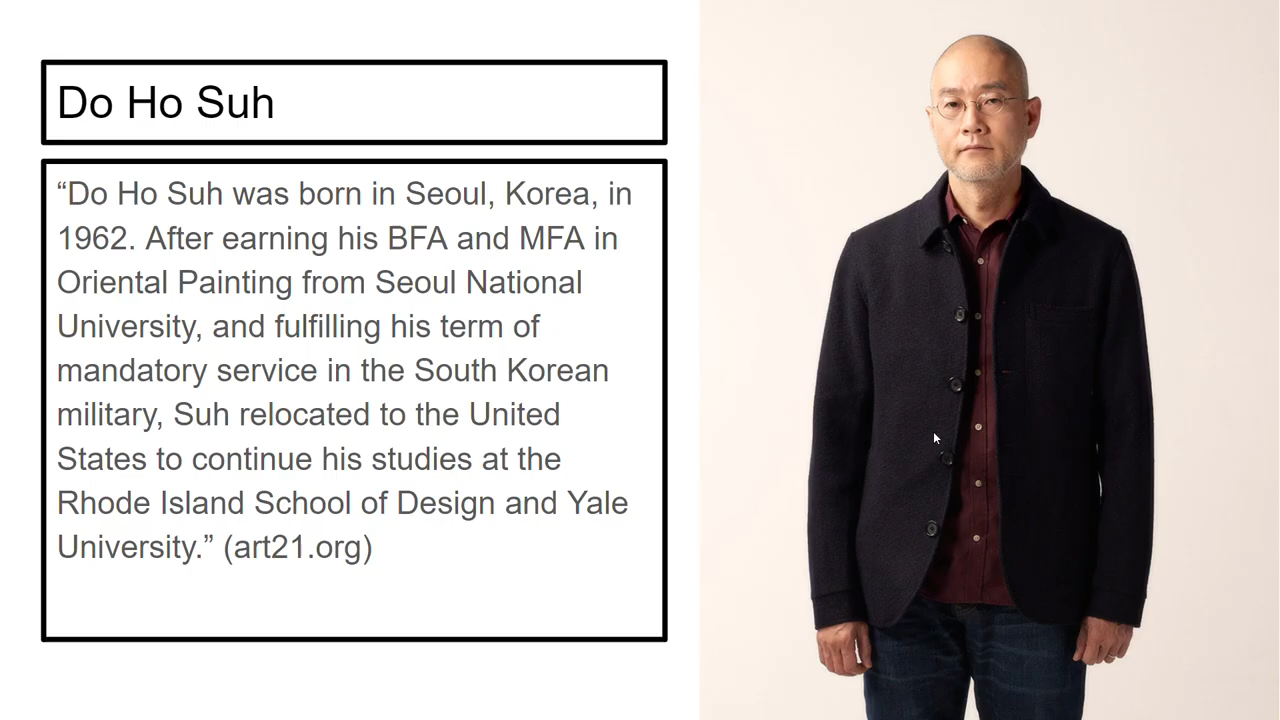 Do Ho Suh
“Do Ho Suh was born in Seoul, Korea, in
1962. After earning his BFA and MFA in
Oriental Painting from Seoul National
University, and fulfilling his term of
mandatory service in the South Korean
military, Suh relocated to the United
States to continue his studies at the
Rhode Island School of Design and Yale
University.” (art21.org)